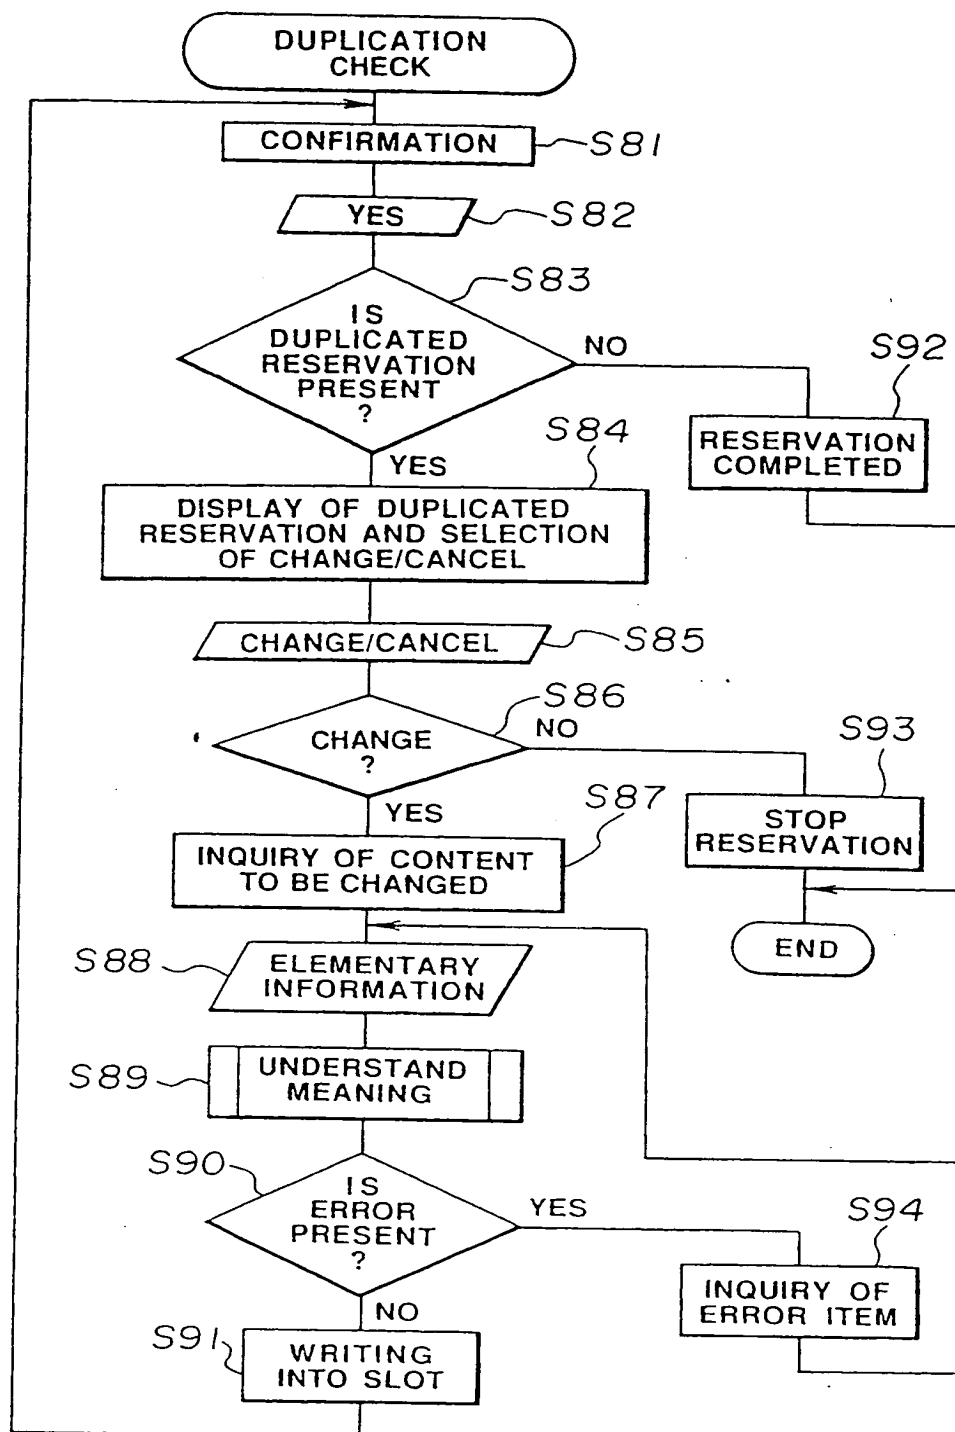 DUPLICATION
CHECK
CONFIRMATION
S81
YES
S82
S83
IS
DUPLICATED
RESERVATION
PRESENT
?
NO
S92
RESERVATION
COMPLETED
YES
S84
DISPLAY OF DUPLICATED
RESERVATION AND SELECTION
OF CHANGE/CANCEL
CHANGE/CANCEL
S85
S86
CHANGE
?
NO
S93
STOP
RESERVATION
END
YES
S87
INQUIRY OF CONTENT
TO BE CHANGED
S88
ELEMENTARY
INFORMATION
S89
UNDERSTAND
MEANING
S90
IS
ERROR
PRESENT
?
YES
S94
INQUIRY OF
ERROR ITEM
NO
S91
WRITING
INTO SLOT